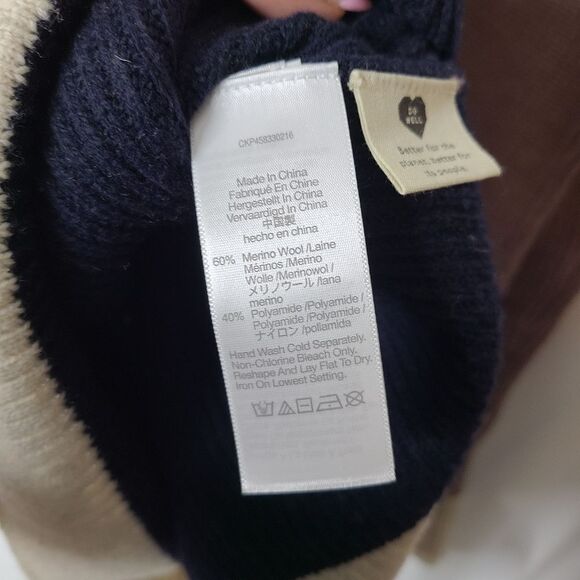 CKP458330216
Made In China
Fabriqué En Chine
Hergestellt In China
Vervaardigd In China
中国製
hecho en china
60% Merino Wool /Laine
Mérinos /Merino
Wolle /Merinowol /
メリノウール /lana
merino
40% Polyamide /Polyamide /
Polyamide /Polyamide /
ナイロン /poliamida
Hand Wash Cold Separately.
Non-Chlorine Bleach Only.
Reshape And Lay Flat To Dry.
Iron On Lowest Setting.
DO
WELL
Better for the
planet, better for
its people.